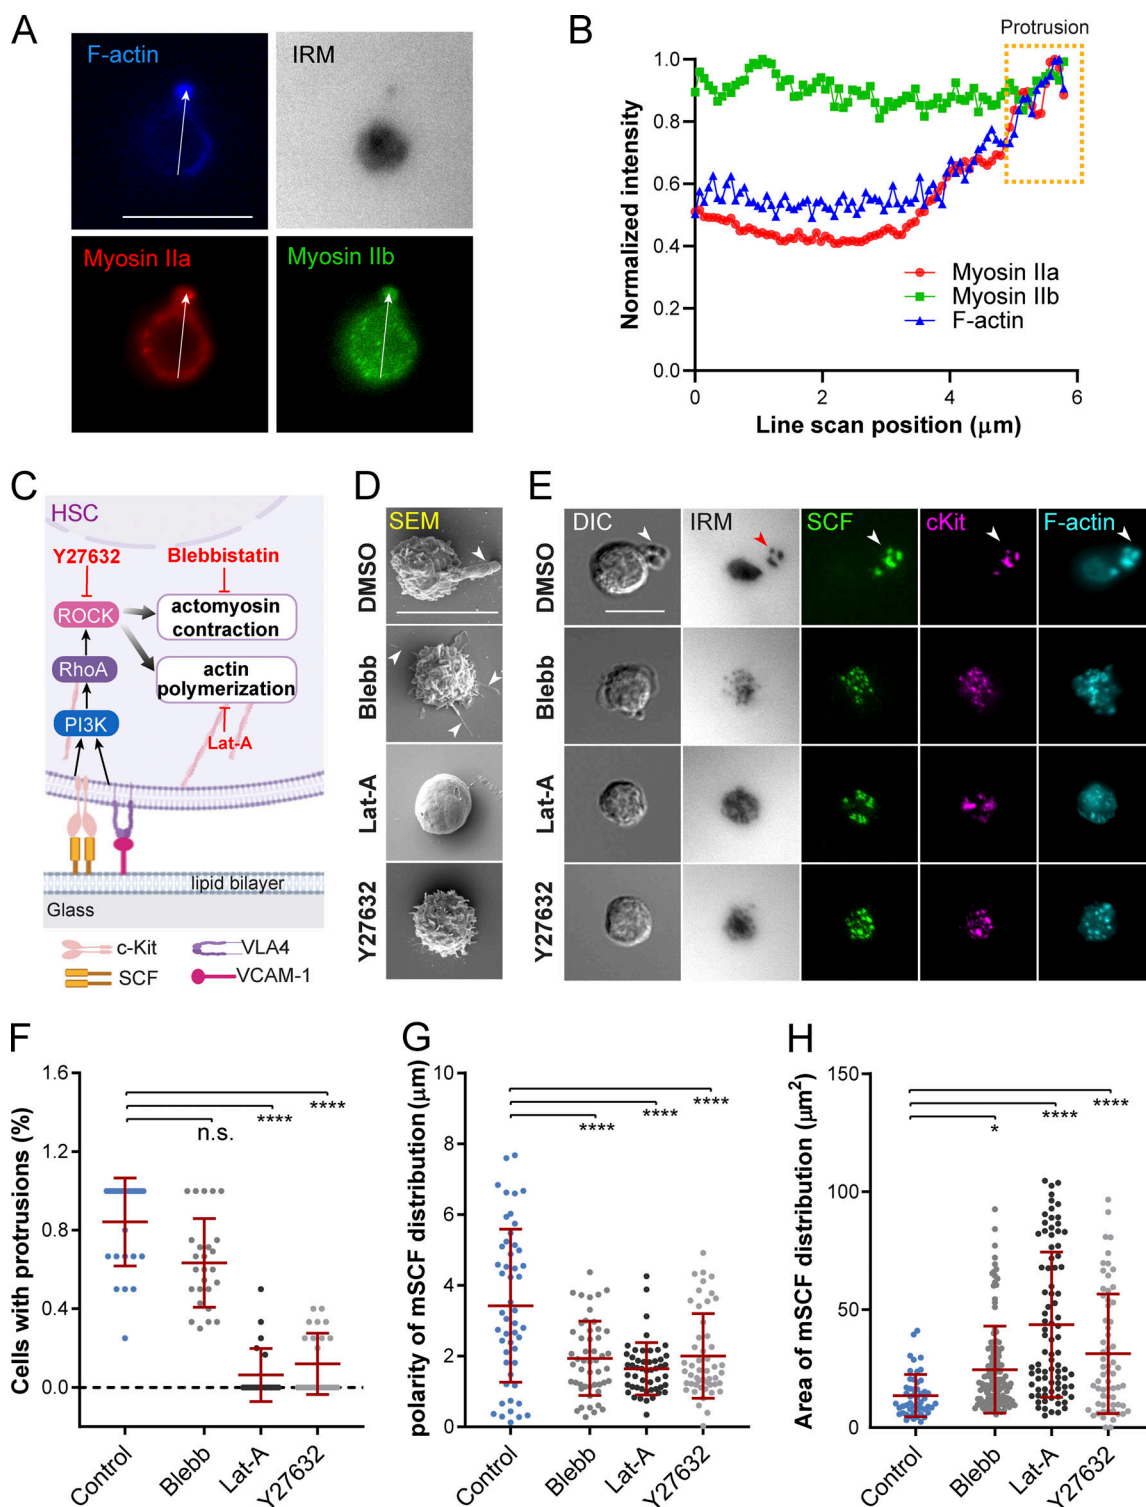 A
F-actin
IRM
Myosin IIa
Myosin IIb
B
Protrusion
Normalized intensity
1.0
0.8
0.6
0.4
0.2
0.0
0
2
4
6
Line scan position (μm)
Myosin IIa
Myosin IIb
F-actin
C
HSC
Y27632
Blebbistatin
ROCK
actomyosin
contraction
RhoA
actin
polymerization
PI3K
Lat-A
lipid bilayer
Glass
c-Kit
VLA4
SCF
VCAM-1
D
SEM
DMSO
Blebb
Lat-A
Y27632
E
DIC
IRM
SCF
cKit
F-actin
DMSO
Blebb
Lat-A
Y27632
F
Cells with protrusions (%)
1.6
1.2
0.8
0.4
0.0
n.s.
****
****
Control
Blebb
Lat-A
Y27632
G
polarity of mSCF distribution (μm)
10
8
6
4
2
0
****
****
****
Control
Blebb
Lat-A
Y27632
H
Area of mSCF distribution (μm²)
150
100
50
0
*
****
****
Control
Blebb
Lat-A
Y27632